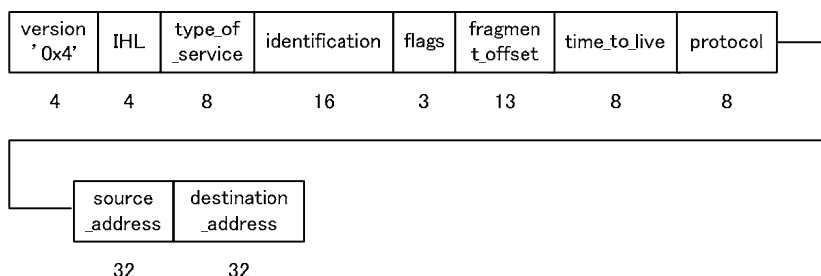 version
'0x4'
IHL
type_of
_service
identification
flags
fragmen
t_offset
time_to_live
protocol
4
4
8
16
3
13
8
8
source
_address
destination
_address
32
32